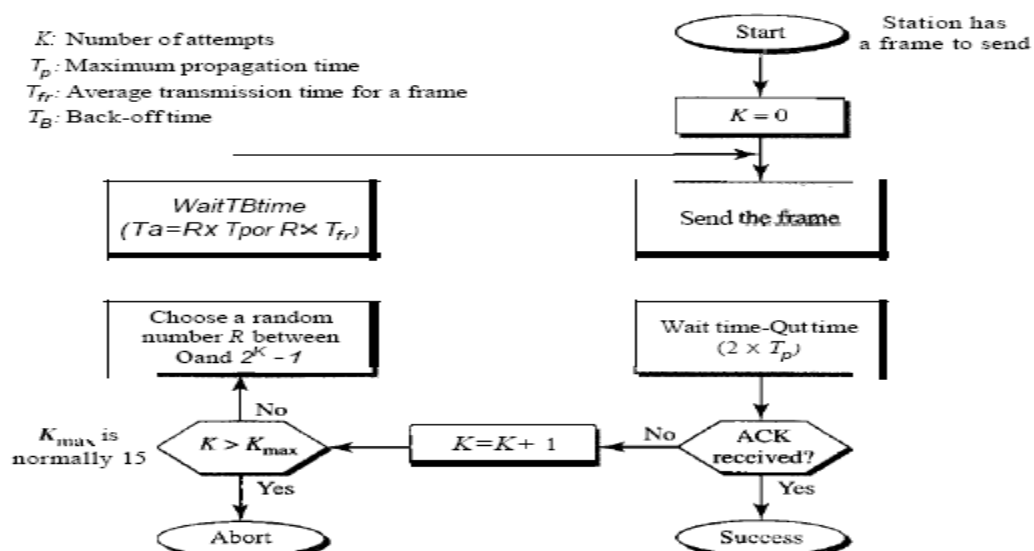 K: Number of attempts
Tp: Maximum propagation time
Tfr: Average transmission time for a frame
TB: Back-off time
Start
Station has
a frame to send
K = 0
WaitTBtime
(Ta=Rx Tpor R× Tfr)
Send the frame
Choose a random
number R between
0and 2^K - 1
Wait time-Qut time
(2 × Tp)
No
Kmax is
normally 15
K > Kmax
K=K+ 1
No
ACK
received?
Yes
Yes
Abort
Success